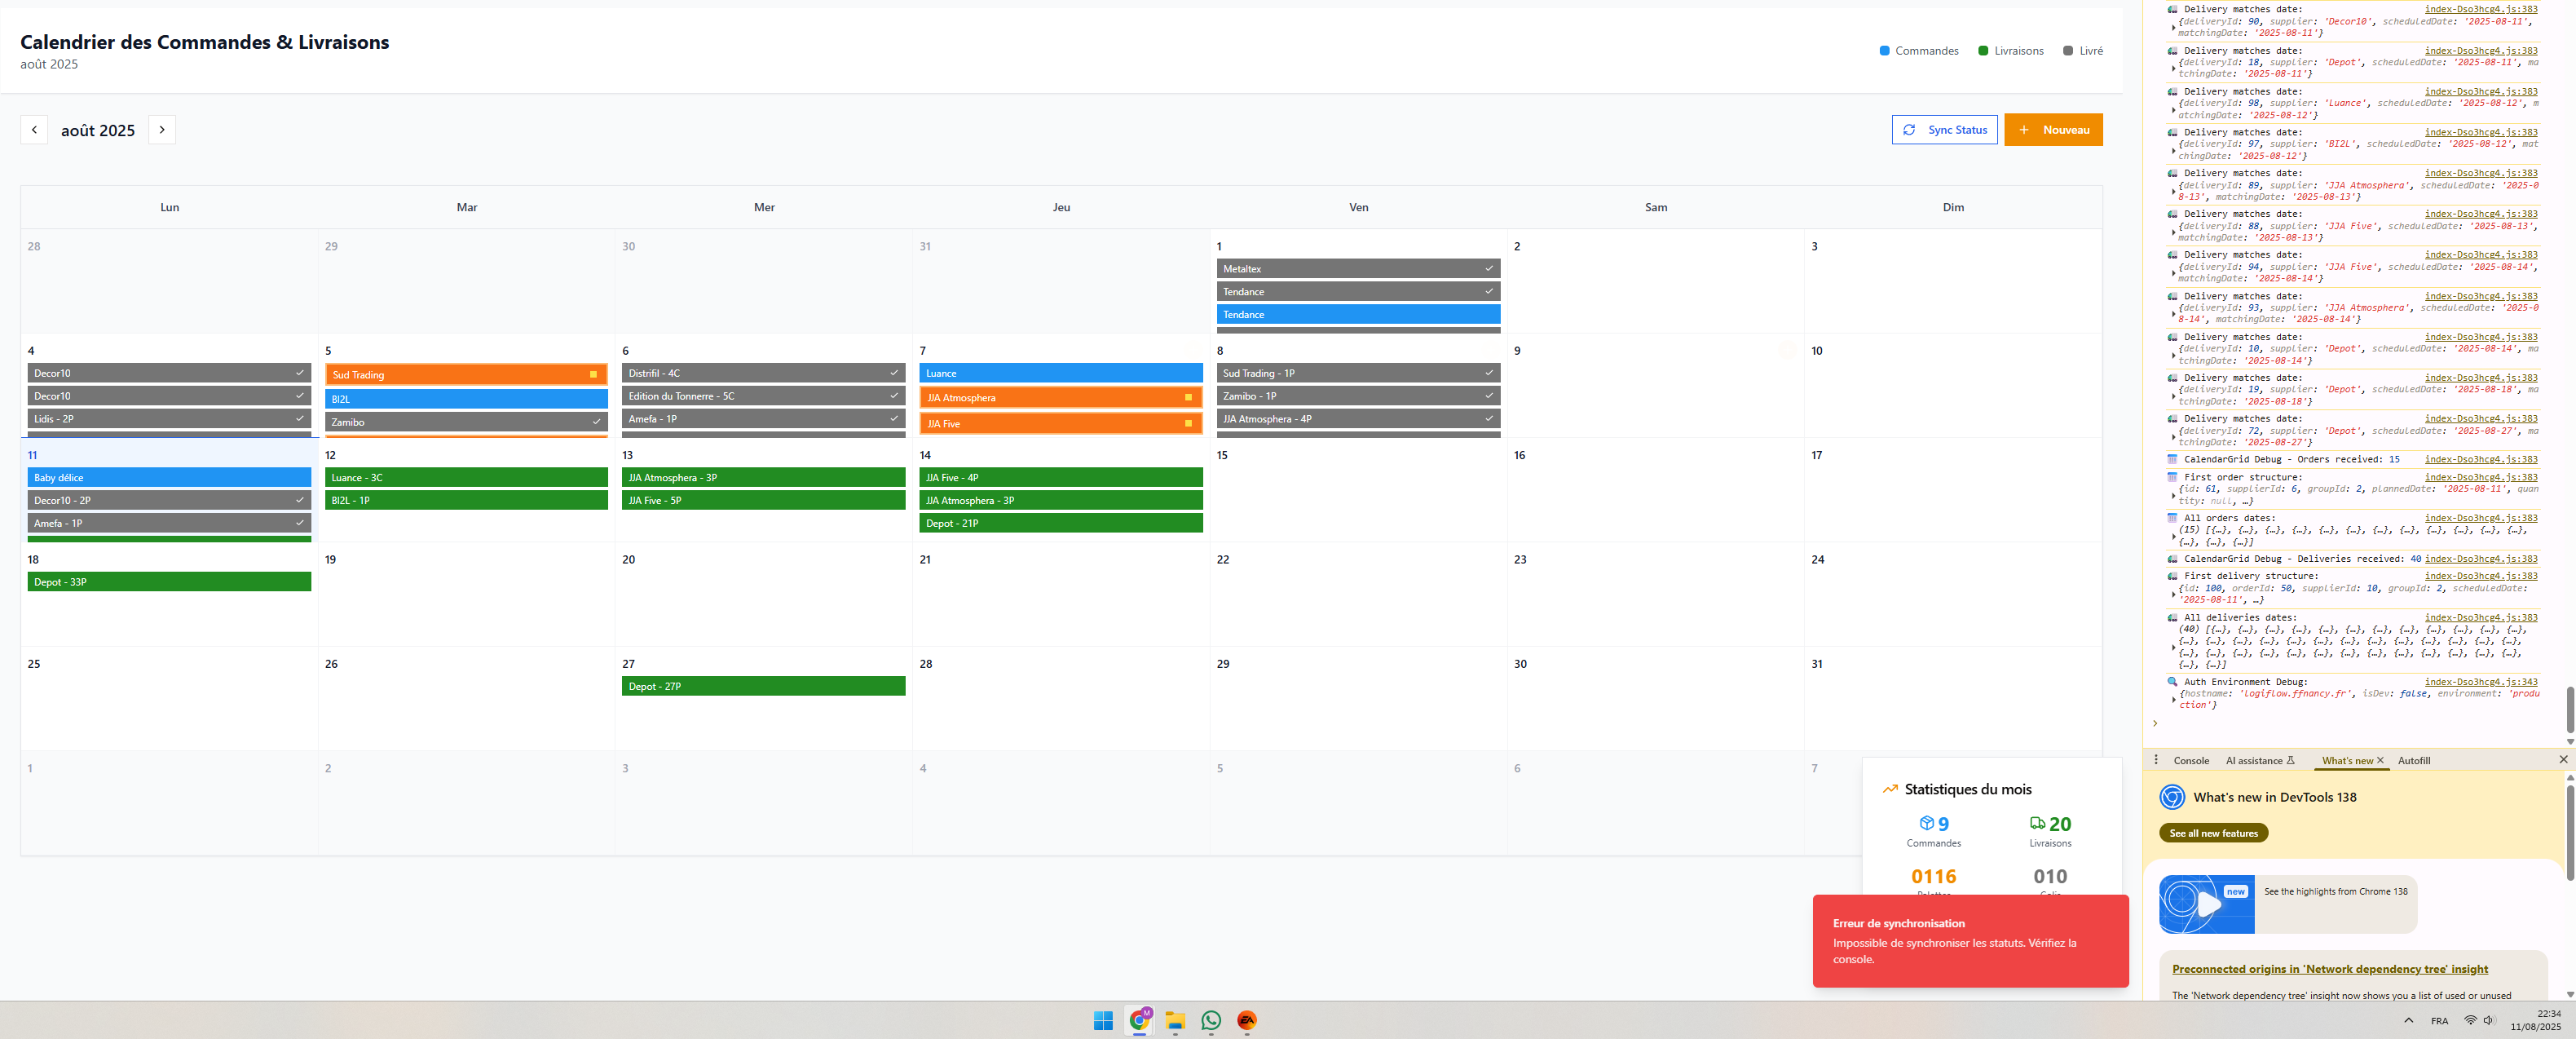 Calendrier des Commandes & Livraisons
août 2025
Commandes
Livraisons
Livré
août 2025
Sync Status
Nouveau
Lun
Mar
Mer
Jeu
Ven
Sam
Dim
28
29
30
31
1
2
3
Metaltex
Tendance
Tendance
4
5
6
7
8
9
10
Decor10
Decor10
Lidis - 2P
Sud Trading
BI2L
Zamibo
Distrifil - 4C
Edition du Tonnerre - 5C
Amefa - 1P
Luance
JJA Atmosphera
JJA Five
Sud Trading - 1P
Zamibo - 1P
JJA Atmosphera - 4P
11
12
13
14
15
16
17
Baby délice
Decor10 - 2P
Amefa - 1P
Luance - 3C
BI2L - 1P
JJA Atmosphera - 3P
JJA Five - 5P
JJA Five - 4P
JJA Atmosphera - 3P
Depot - 21P
18
19
20
21
22
23
24
Depot - 33P
25
26
27
28
29
30
31
Depot - 27P
1
2
3
4
5
6
7
Statistiques du mois
9
Commandes
20
Livraisons
0116
010
Erreur de synchronisation
Impossible de synchroniser les statuts. Vérifiez la
console.
Delivery matches date: index-Dso3hcg4.js:383
{deliveryId: 90, supplier: 'Decor10', scheduledDate: '2025-08-11',
matchingDate: '2025-08-11'}
Delivery matches date: index-Dso3hcg4.js:383
{deliveryId: 18, supplier: 'Depot', scheduledDate: '2025-08-11', ma
tchingDate: '2025-08-11'}
Delivery matches date: index-Dso3hcg4.js:383
{deliveryId: 98, supplier: 'Luance', scheduledDate: '2025-08-12', m
atchingDate: '2025-08-12'}
Delivery matches date: index-Dso3hcg4.js:383
{deliveryId: 97, supplier: 'BI2L', scheduledDate: '2025-08-12', mat
chingDate: '2025-08-12'}
Delivery matches date: index-Dso3hcg4.js:383
{deliveryId: 89, supplier: 'JJA Atmosphera', scheduledDate: '2025-0
8-13', matchingDate: '2025-08-13'}
Delivery matches date: index-Dso3hcg4.js:383
{deliveryId: 88, supplier: 'JJA Five', scheduledDate: '2025-08-13',
matchingDate: '2025-08-13'}
Delivery matches date: index-Dso3hcg4.js:383
{deliveryId: 94, supplier: 'JJA Five', scheduledDate: '2025-08-14',
matchingDate: '2025-08-14'}
Delivery matches date: index-Dso3hcg4.js:383
{deliveryId: 93, supplier: 'JJA Atmosphera', scheduledDate: '2025-0
8-14', matchingDate: '2025-08-14'}
Delivery matches date: index-Dso3hcg4.js:383
{deliveryId: 10, supplier: 'Depot', scheduledDate: '2025-08-14', ma
tchingDate: '2025-08-14'}
Delivery matches date: index-Dso3hcg4.js:383
{deliveryId: 19, supplier: 'Depot', scheduledDate: '2025-08-18', ma
tchingDate: '2025-08-18'}
Delivery matches date: index-Dso3hcg4.js:383
{deliveryId: 72, supplier: 'Depot', scheduledDate: '2025-08-27', ma
tchingDate: '2025-08-27'}
CalendarGrid Debug - Orders received: 15 index-Dso3hcg4.js:383
First order structure: index-Dso3hcg4.js:383
{id: 61, supplierId: 6, groupId: 2, plannedDate: '2025-08-11', quan
tity: null, …}
All orders dates: index-Dso3hcg4.js:383
(15) [{…}, {…}, {…}, {…}, {…}, {…}, {…}, {…}, {…}, {…}, {…}, {…},
{…}, {…}, {…}]
CalendarGrid Debug - Deliveries received: 40 index-Dso3hcg4.js:383
First delivery structure: index-Dso3hcg4.js:383
{id: 100, orderId: 50, supplierId: 10, groupId: 2, scheduledDate:
'2025-08-11', …}
All deliveries dates: index-Dso3hcg4.js:383
(40) [{…}, {…}, {…}, {…}, {…}, {…}, {…}, {…}, {…}, {…}, {…}, {…},
{…}, {…}, {…}, {…}, {…}, {…}, {…}, {…}, {…}, {…}, {…}, {…}, {…},
{…}, {…}, {…}, {…}, {…}, {…}, {…}, {…}, {…}, {…}, {…}, {…}, {…},
{…}, {…}]
Auth Environment Debug: index-Dso3hcg4.js:343
{hostname: 'logiflow.ffnancy.fr', isDev: false, environment: 'produ
ction'}
Console
AI assistance
What's new
Autofill
What's new in DevTools 138
See all new features
new
See the highlights from Chrome 138
Preconnected origins in 'Network dependency tree' insight
The 'Network dependency tree' insight now shows you a list of used or unused
M
EA
FRA
22:34
11/08/2025